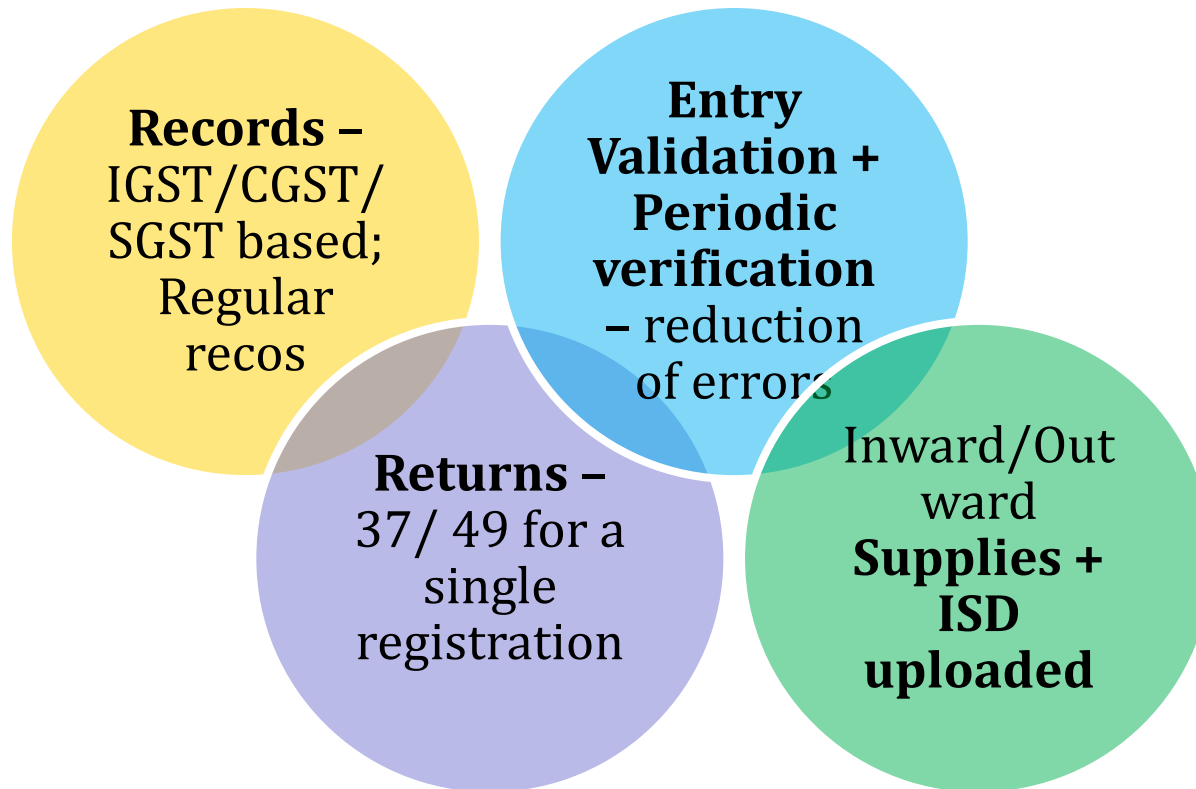 Records –
IGST/CGST/
SGST based;
Regular
recos
Entry
Validation +
Periodic
verification
– reduction
of errors
Returns –
37/ 49 for a
single
registration
Inward/Out
ward
Supplies +
ISD
uploaded